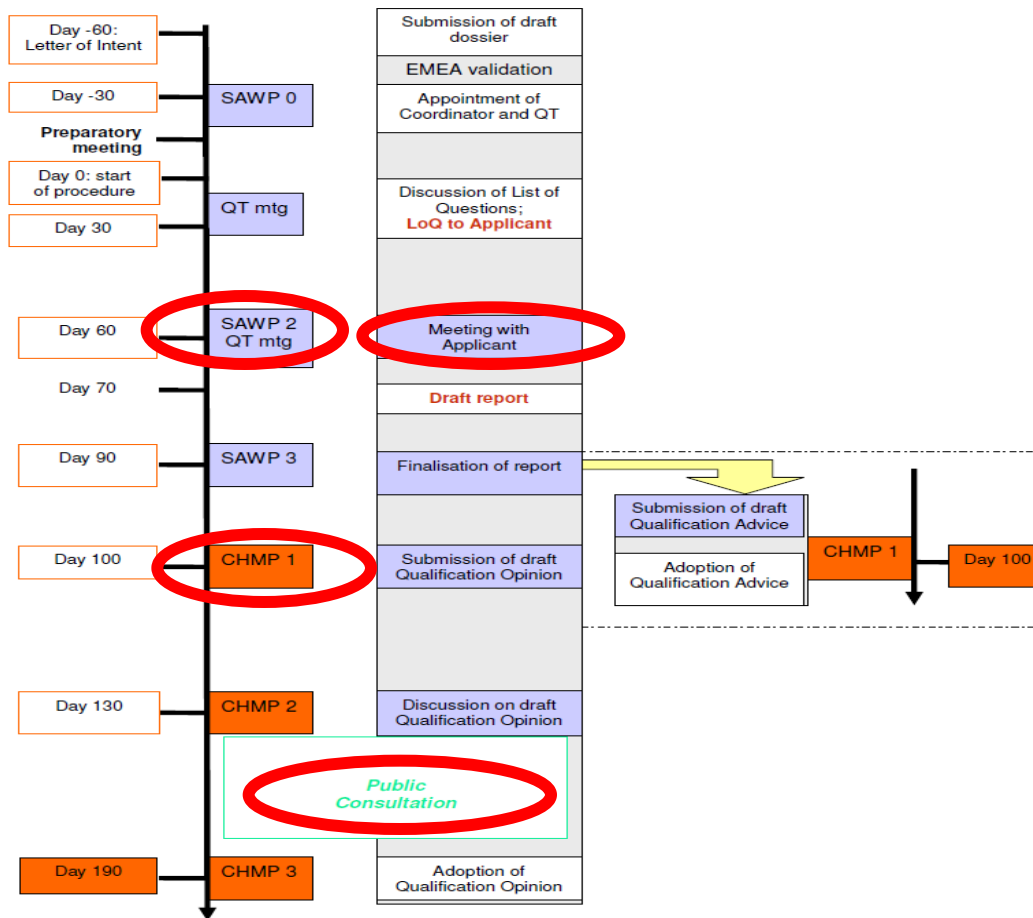 Day -60:
Letter of Intent
Submission of draft
dossier
EMEA validation
Day -30
SAWP 0
Appointment of
Coordinator and QT
Preparatory
meeting
Day 0: start
of procedure
QT mtg
Discussion of List of
Questions;
LoQ to Applicant
Day 30
Day 60
SAWP 2
QT mtg
Meeting with
Applicant
Day 70
Draft report
Day 90
SAWP 3
Finalisation of report
Submission of draft
Qualification Advice
Day 100
CHMP 1
Submission of draft
Qualification Opinion
Adoption of
Qualification Advice
CHMP 1
Day 100
Day 130
CHMP 2
Discussion on draft
Qualification Opinion
Public
Consultation
Day 190
CHMP 3
Adoption of
Qualification Opinion